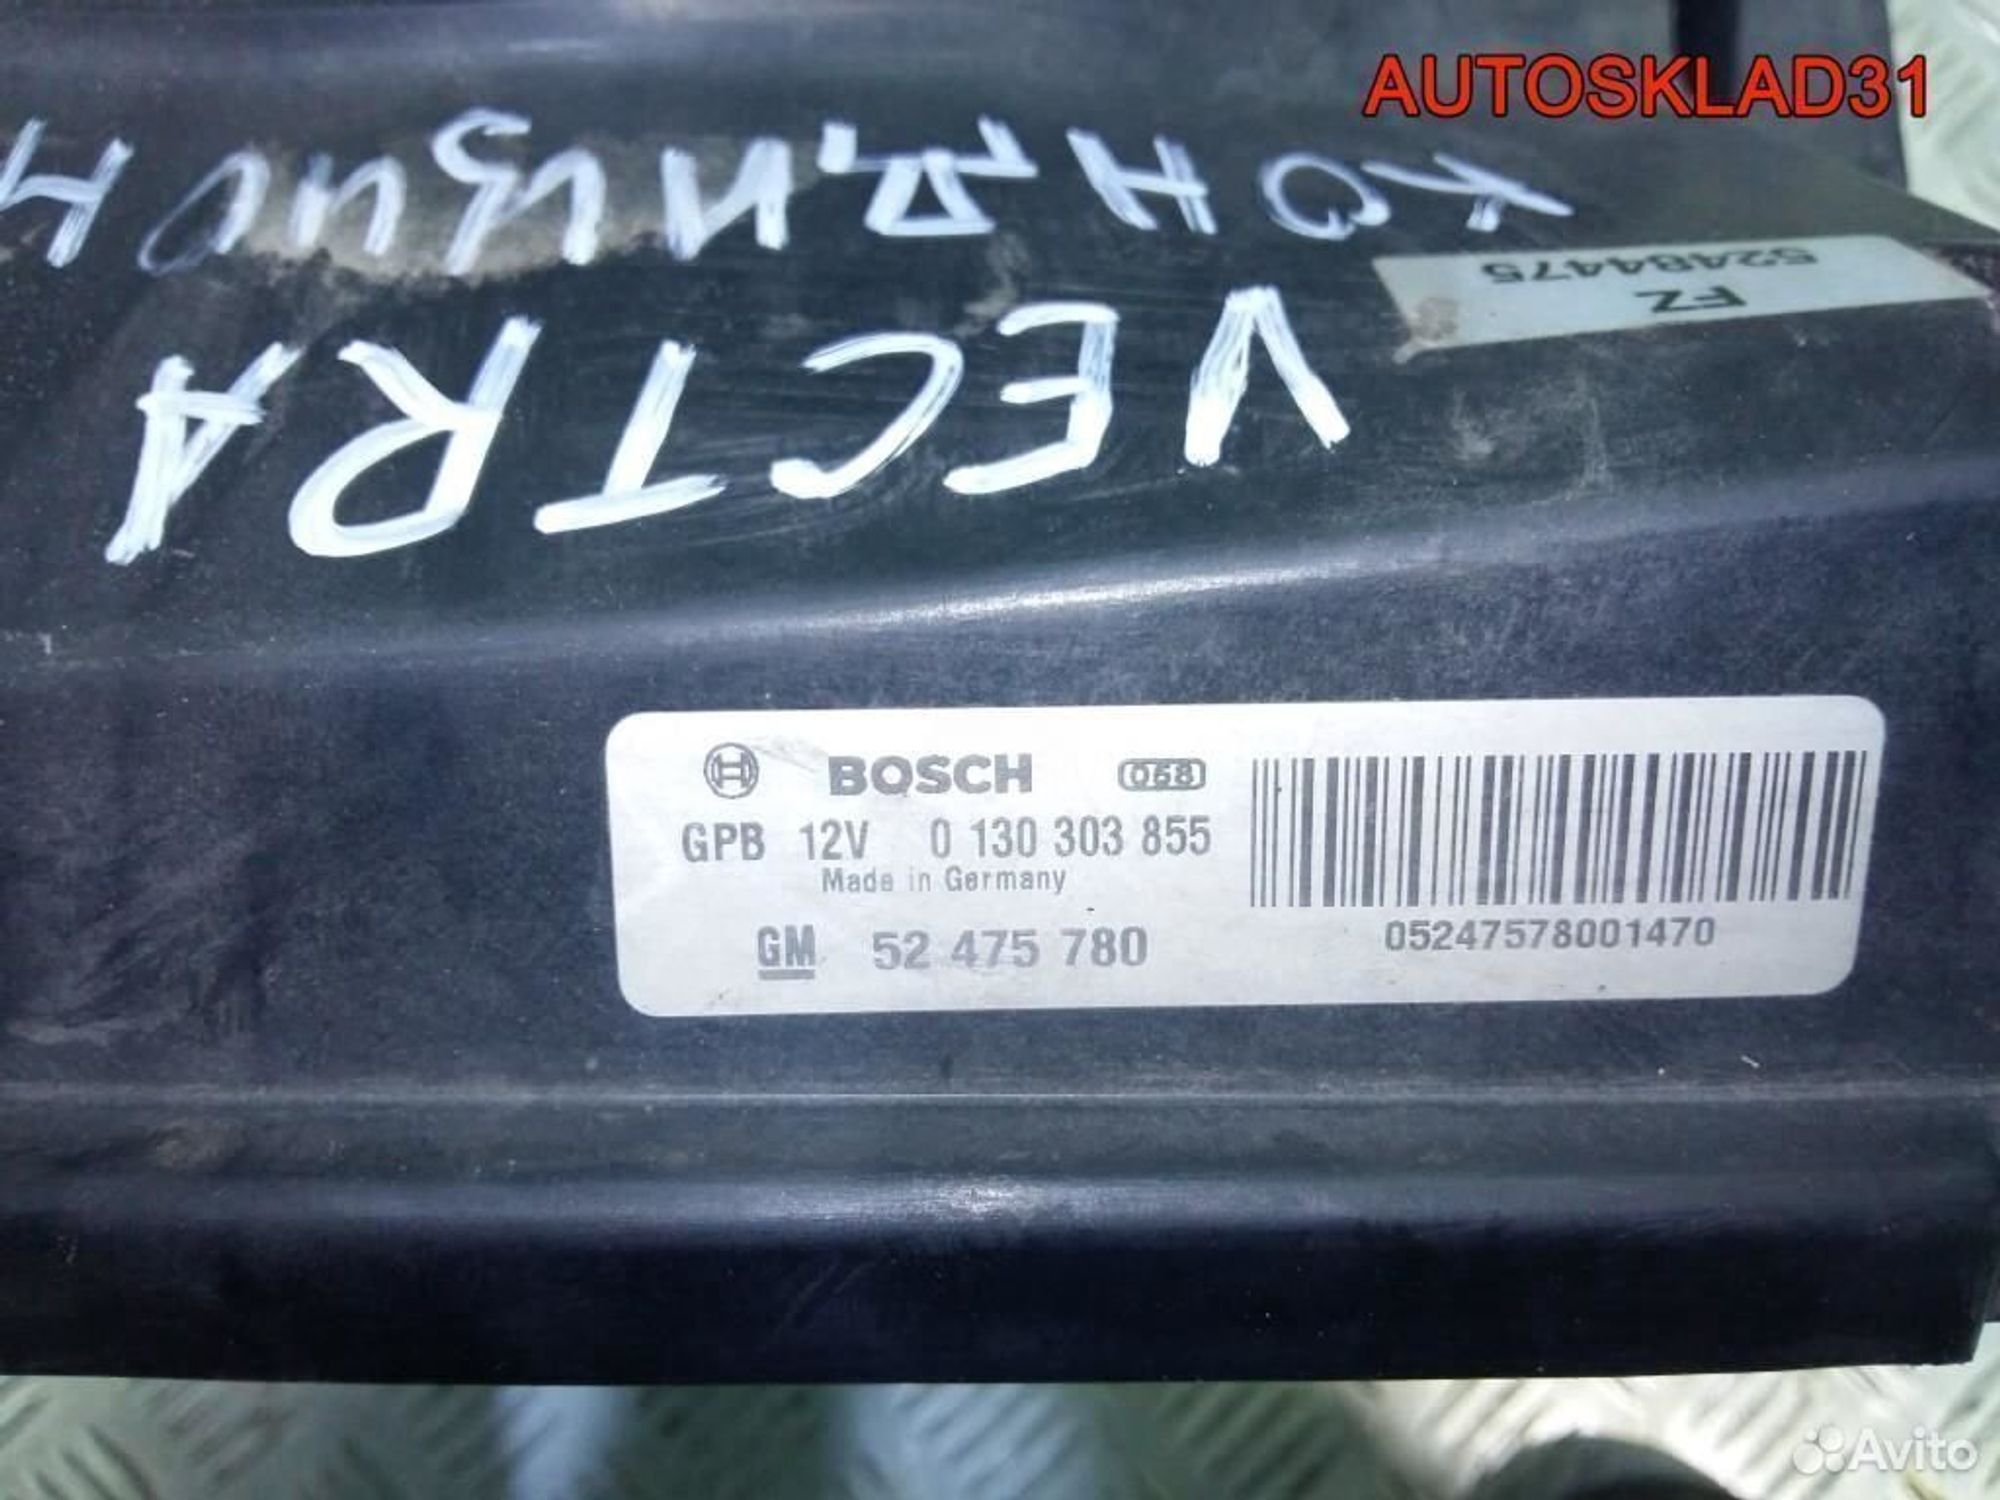 AUTOSKLAD31
КОНДИЦИОН
VECTRA
FZ
52484475
BOSCH 058
GPB 12V 0 130 303 855
Made in Germany
GM 52 475 780
05247578001470
Avito